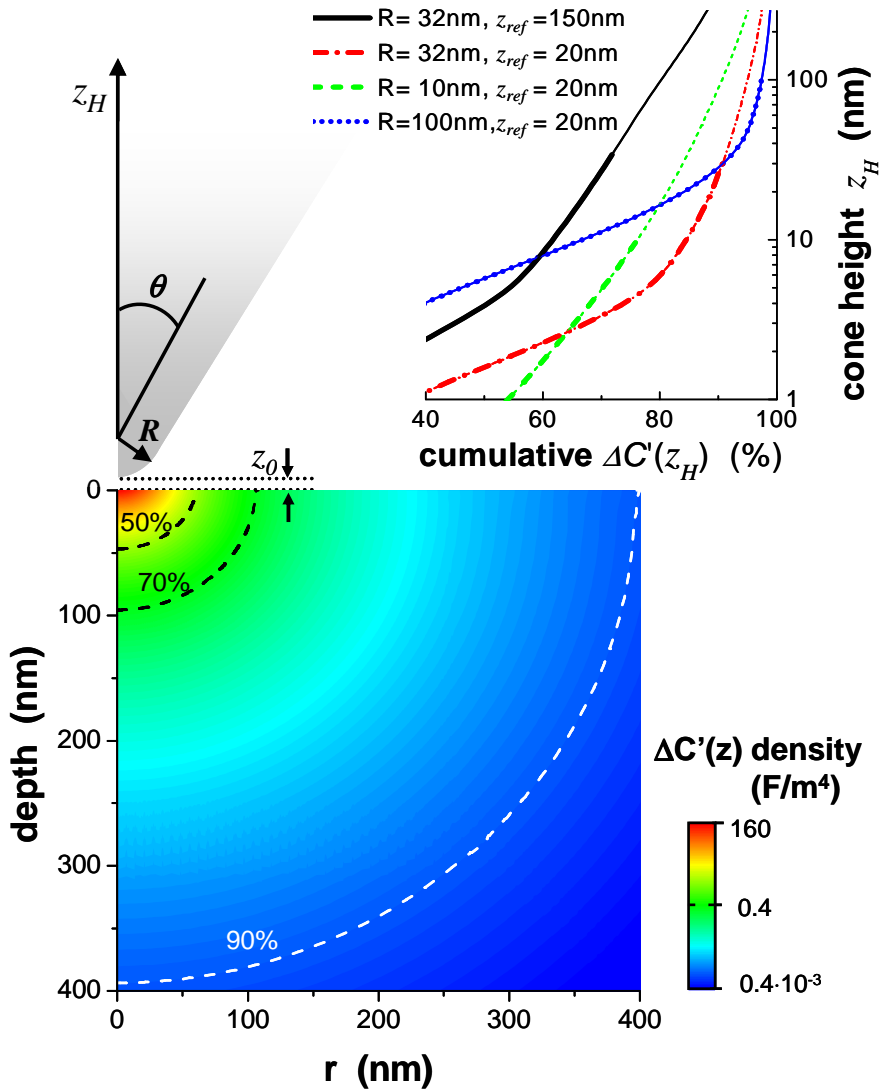 R= 32nm, z_ref=150nm
R= 32nm, z_ref = 20nm
R= 10nm, z_ref = 20nm
R=100nm,z_ref = 20nm
z_H
θ
R
z_0
100
10
1
cone height z_H (nm)
40 60 80 100
cumulative ΔC'(z_H) (%)
0
100
200
300
400
depth (nm)
50%
70%
90%
0 100 200 300 400
r (nm)
ΔC’(z) density
(F/m⁴)
160
0.4
0.4·10⁻³